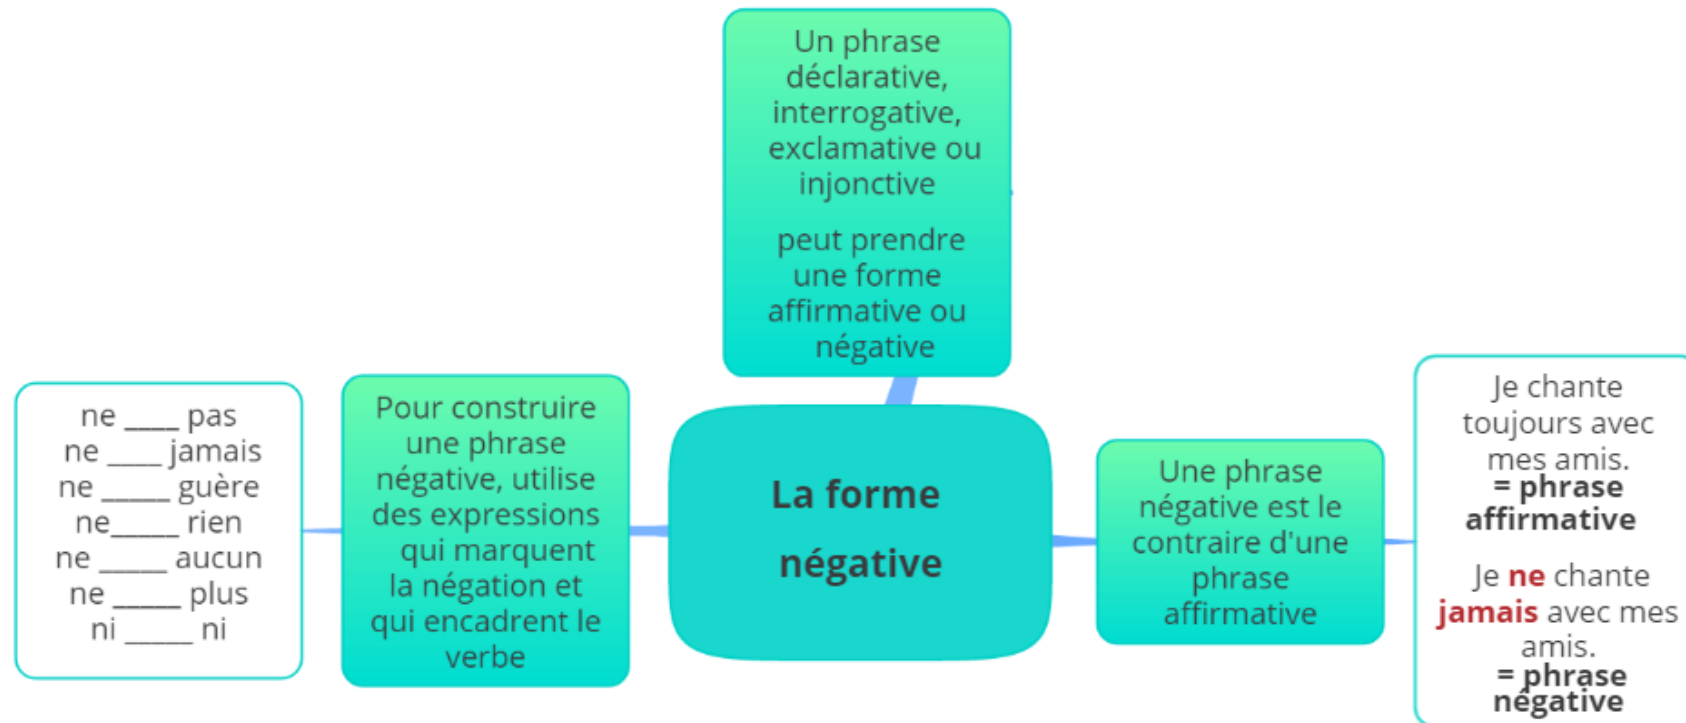 Un phrase
déclarative,
interrogative,
exclamative ou
injonctive
peut prendre
une forme
affirmative ou
négative
ne ____ pas
ne ____ jamais
ne _____ guère
ne_____ rien
ne _____ aucun
ne _____ plus
ni _____ ni
Pour construire
une phrase
négative, utilise
des expressions
qui marquent
la négation et
qui encadrent le
verbe
La forme
négative
Une phrase
négative est le
contraire d'une
phrase
affirmative
Je chante
toujours avec
mes amis.
= phrase
affirmative
Je ne chante
jamais avec mes
amis.
= phrase
négative